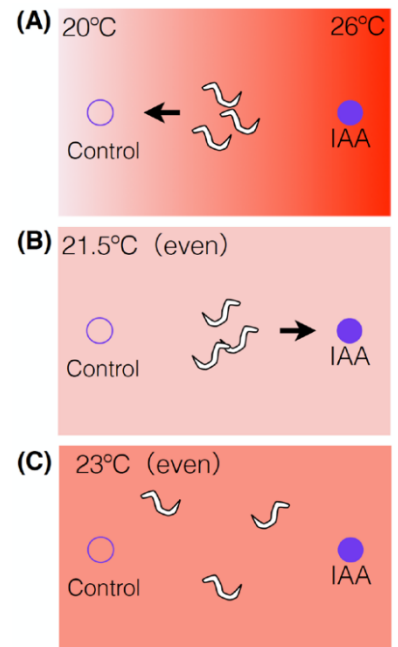 (A) 20°C 26°C
Control IAA
(B) 21.5°C (even)
Control IAA
(C) 23°C (even)
Control IAA